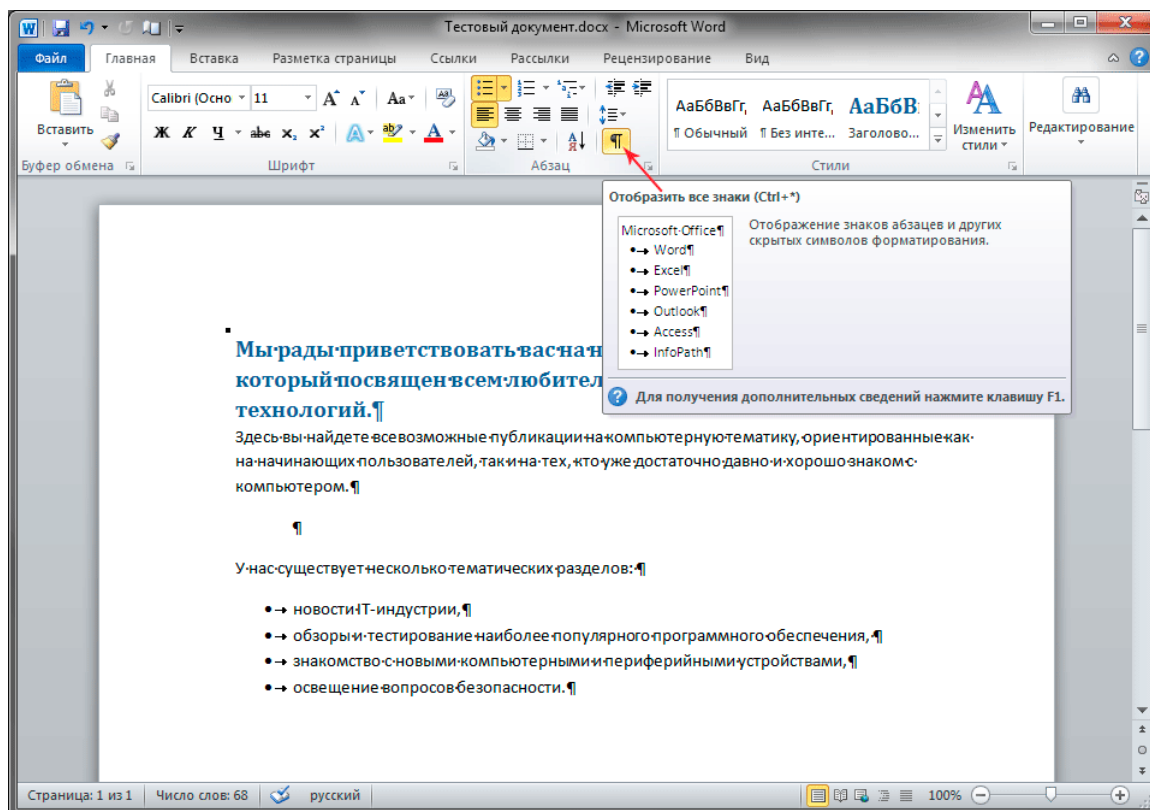 Тестовый документ.docx - Microsoft Word
Файл Главная Вставка Разметка страницы Ссылки Рассылки Рецензирование Вид
Вставить
Calibri (Осно 11 Aa
Ж К Ч abc x₂ x²
АаБбВвГг, АаБбВвГг, АаБбВ
¶ Обычный ¶ Без инте... Заголово...
Изменить стили
Редактирование
Буфер обмена Шрифт Абзац Стили
Отобразить все знаки (Ctrl+*)
Microsoft·Office¶
•→ Word¶
•→ Excel¶
•→ PowerPoint¶
•→ Outlook¶
•→ Access¶
•→ InfoPath¶
Отображение знаков абзацев и других
скрытых символов форматирования.
Для получения дополнительных сведений нажмите клавишу F1.
Мы·рады·приветствовать·вас·на·н
который·посвящен·всем·любител
технологий.¶
Здесь·вы·найдете·всевозможные·публикации·на·компьютерную·тематику,·ориентированные·как·
на·начинающих·пользователей,·так·и·на·тех,·кто·уже·достаточно·давно·и·хорошо·знаком·с·
компьютером.¶
¶
У·нас·существует·несколько·тематических·разделов:·¶
•→ новости·IT-индустрии,¶
•→ обзоры·и·тестирование·наиболее·популярного·программного·обеспечения,·¶
•→ знакомство·с·новыми·компьютерными·и·периферийными·устройствами,¶
•→ освещение·вопросов·безопасности.¶
Страница: 1 из 1 Число слов: 68 русский 100%